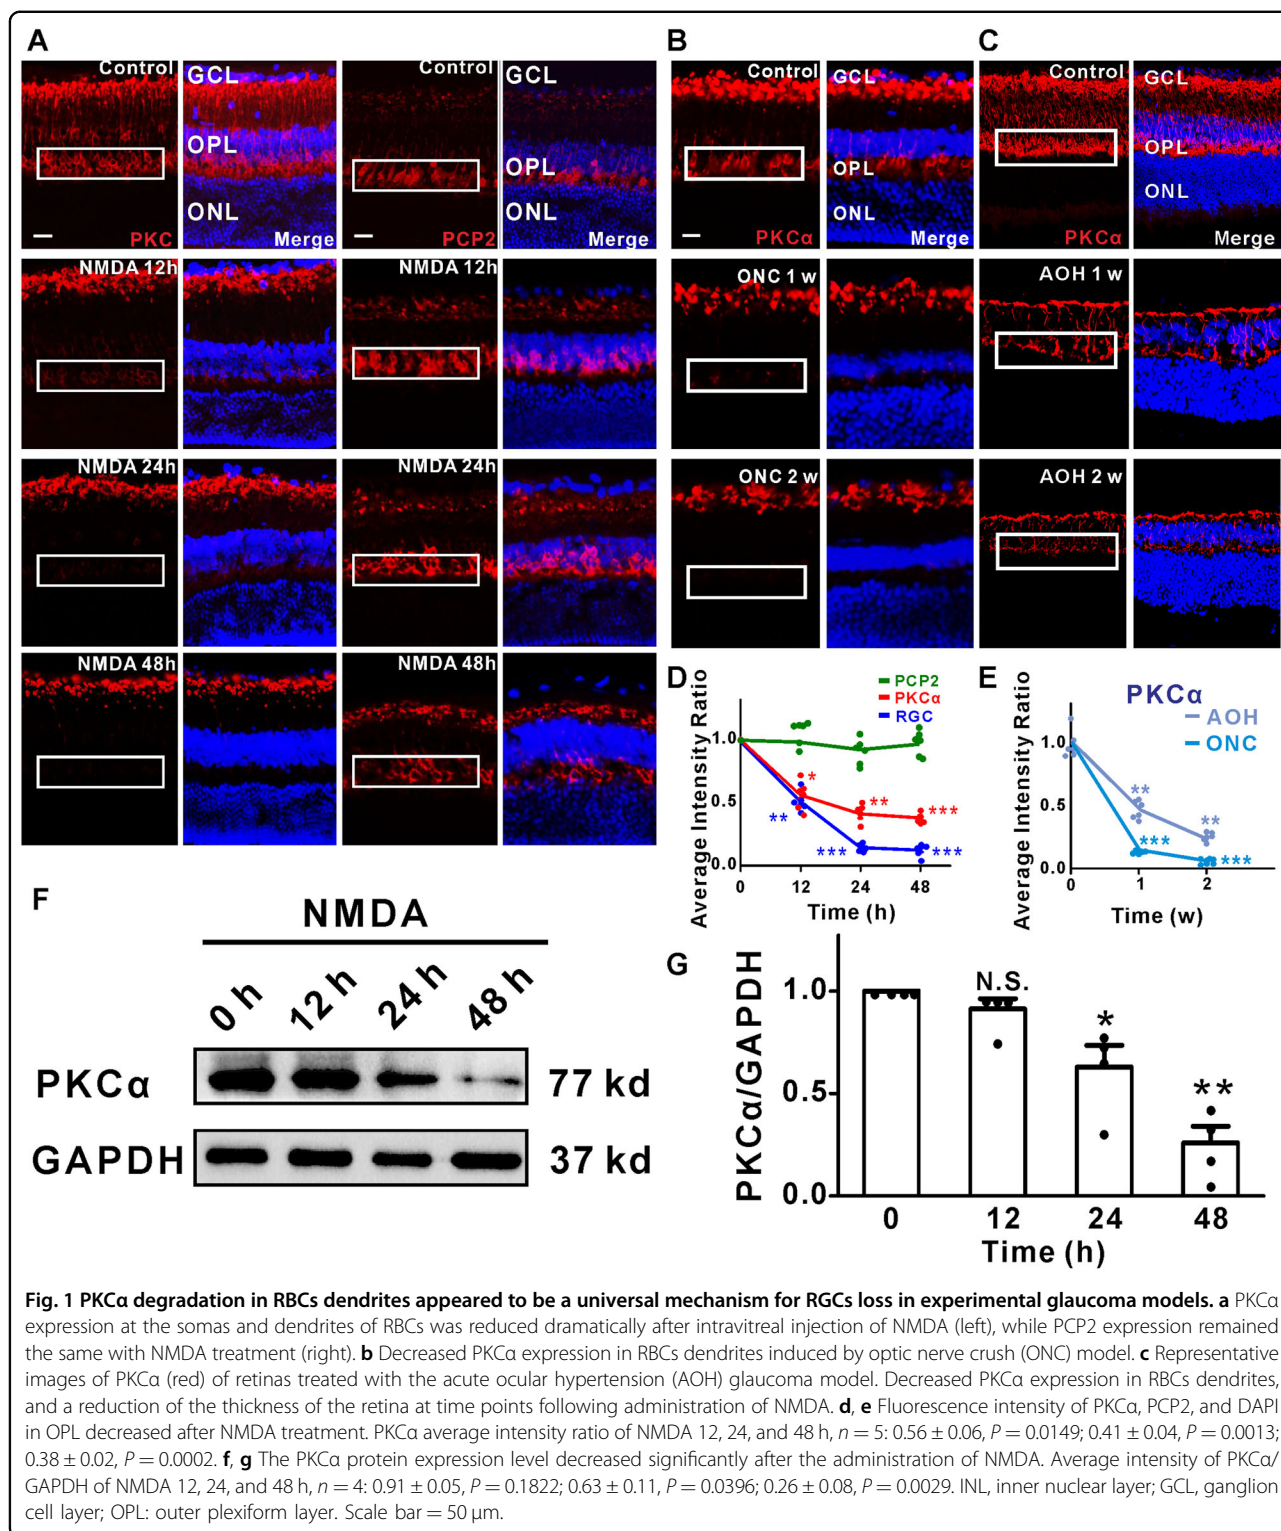 A
B
C
Control
GCL
OPL
ONL
PKC
Merge
Control
GCL
OPL
ONL
PCP2
Merge
Control
GCL
OPL
ONL
PKCα
Merge
Control
GCL
OPL
ONL
PKCα
Merge
NMDA 12h
NMDA 12h
ONC 1 w
AOH 1 w
NMDA 24h
NMDA 24h
ONC 2 w
AOH 2 w
NMDA 48h
NMDA 48h
D
PCP2
PKCα
RGC
Average Intensity Ratio
1.0
0.5
0.0
*
**
***
**
***
***
0
12
24
48
Time (h)
E
PKCα
AOH
ONC
Average Intensity Ratio
1.0
0.5
0.0
**
**
***
***
0
1
2
Time (w)
F
NMDA
0 h
12 h
24 h
48 h
PKCα
77 kd
GAPDH
37 kd
G
PKCα/GAPDH
1.0
0.5
0.0
N.S.
*
**
0
12
24
48
Time (h)
Fig. 1 PKCα degradation in RBCs dendrites appeared to be a universal mechanism for RGCs loss in experimental glaucoma models. a PKCα
expression at the somas and dendrites of RBCs was reduced dramatically after intravitreal injection of NMDA (left), while PCP2 expression remained
the same with NMDA treatment (right). b Decreased PKCα expression in RBCs dendrites induced by optic nerve crush (ONC) model. c Representative
images of PKCα (red) of retinas treated with the acute ocular hypertension (AOH) glaucoma model. Decreased PKCα expression in RBCs dendrites,
and a reduction of the thickness of the retina at time points following administration of NMDA. d, e Fluorescence intensity of PKCα, PCP2, and DAPI
in OPL decreased after NMDA treatment. PKCα average intensity ratio of NMDA 12, 24, and 48 h, n = 5: 0.56 ± 0.06, P = 0.0149; 0.41 ± 0.04, P = 0.0013;
0.38 ± 0.02, P = 0.0002. f, g The PKCα protein expression level decreased significantly after the administration of NMDA. Average intensity of PKCα/
GAPDH of NMDA 12, 24, and 48 h, n = 4: 0.91 ± 0.05, P = 0.1822; 0.63 ± 0.11, P = 0.0396; 0.26 ± 0.08, P = 0.0029. INL, inner nuclear layer; GCL, ganglion
cell layer; OPL: outer plexiform layer. Scale bar = 50 μm.